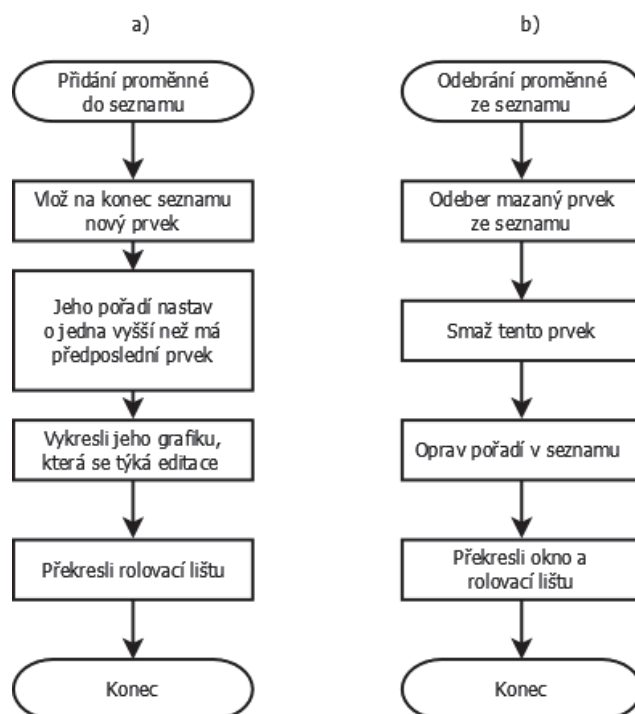 a)
Přidání proměnné
do seznamu
Vlož na konec seznamu
nový prvek
Jeho pořadí nastav
o jedna vyšší než má
předposlední prvek
Vykresli jeho grafiku,
která se týká editace
Překresli rolovací lištu
Konec
b)
Odebrání proměnné
ze seznamu
Odeber mazaný prvek
ze seznamu
Smaž tento prvek
Oprav pořadí v seznamu
Překresli okno a
rolovací lištu
Konec